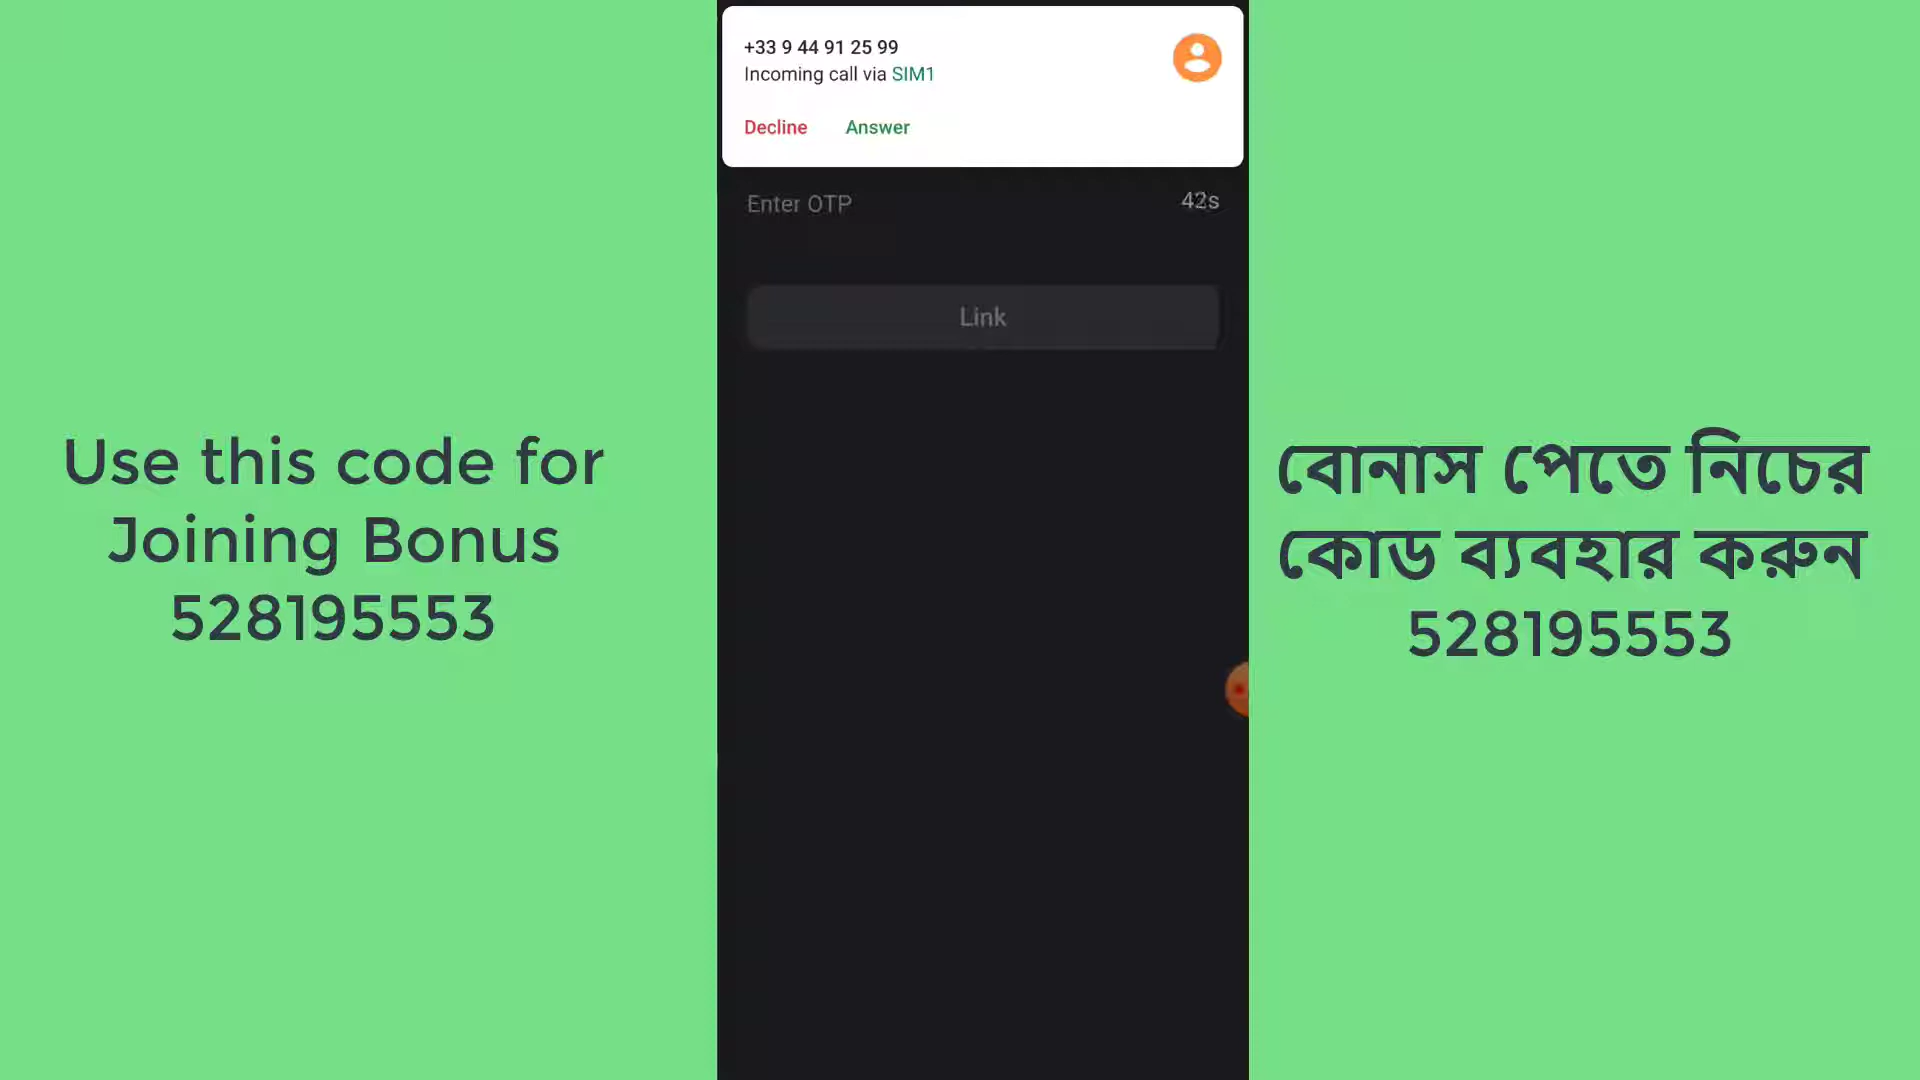 +33 9 44 91 25 99
Incoming call via SIM1
Decline Answer
Enter OTP 42s
Link
Use this code for
Joining Bonus
528195553
বোনাস পেতে নিচের
কোড ব্যবহার করুন
528195553